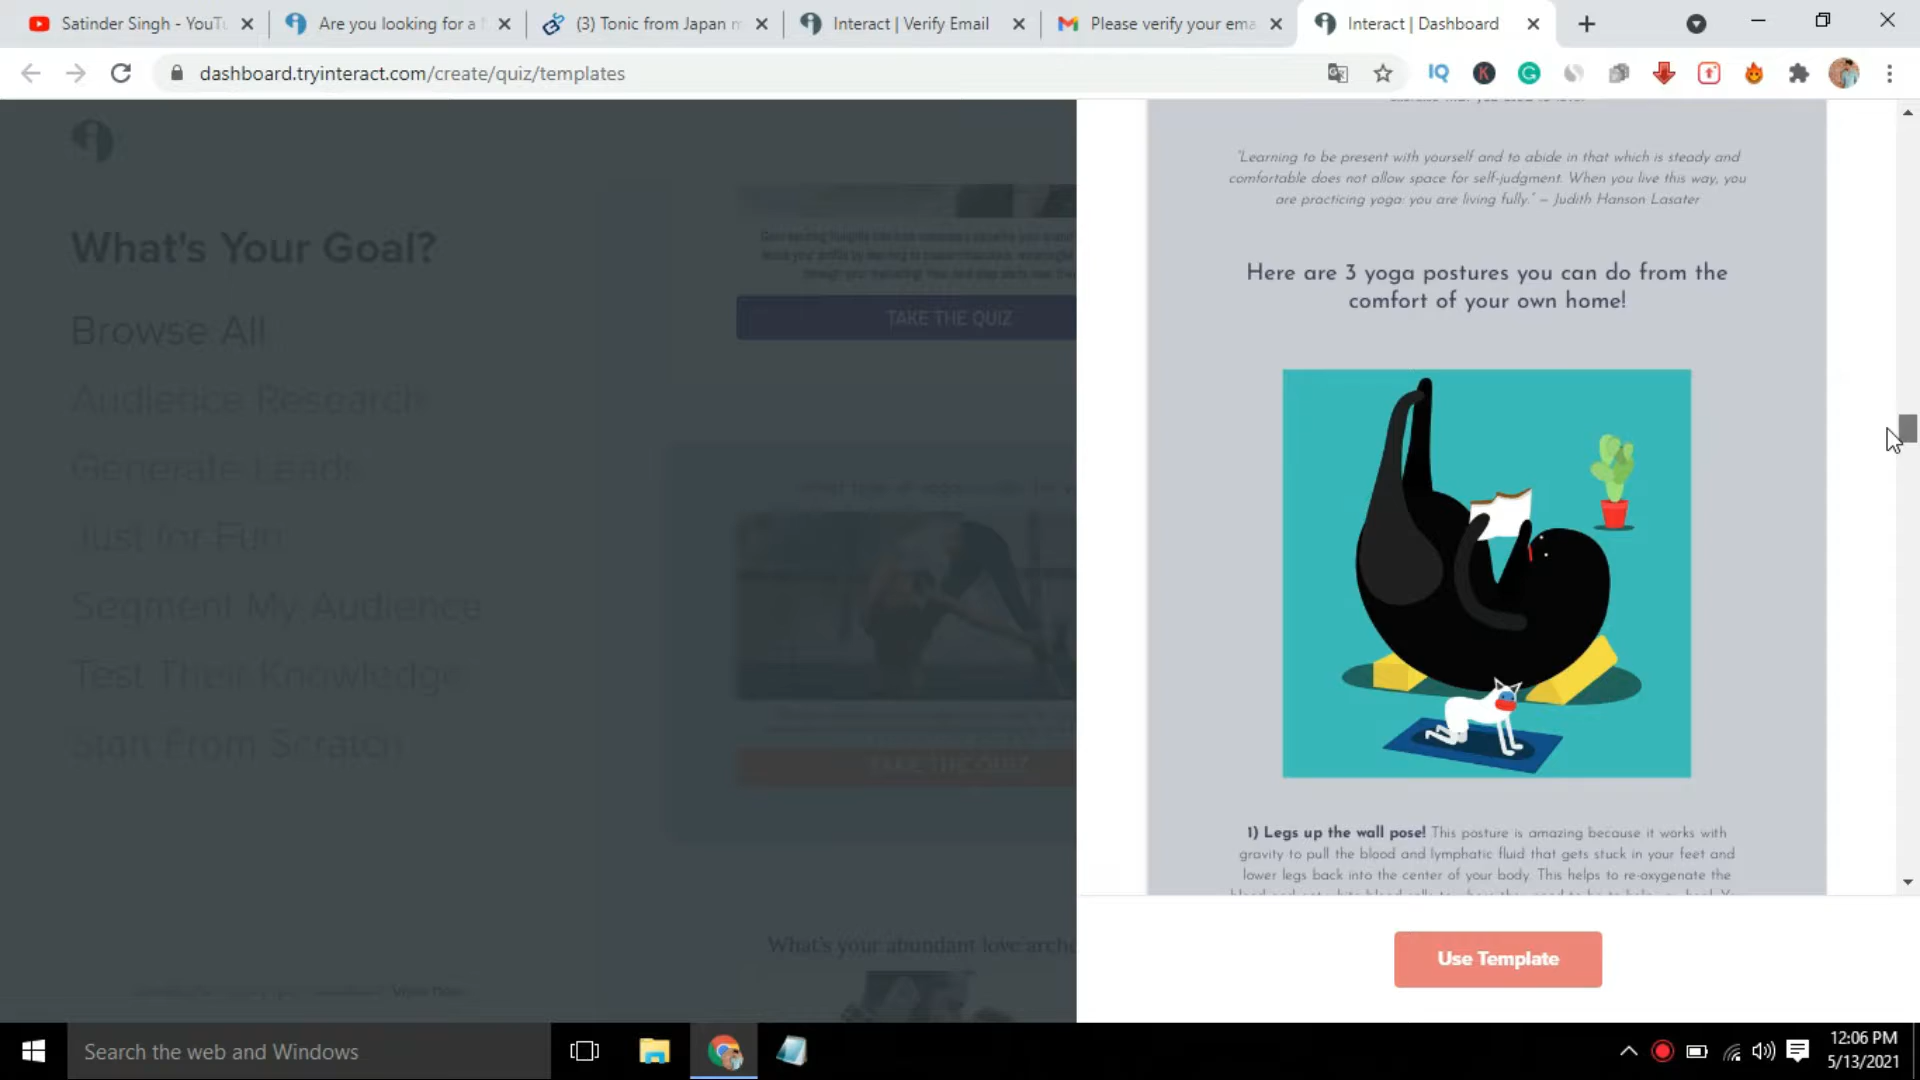 Satinder Singh - YouTu
Are you looking for a f
(3) Tonic from Japan m
Interact | Verify Email
Please verify your ema
Interact | Dashboard
dashboard.tryinteract.com/create/quiz/templates
What's Your Goal?
Browse All
Audience Research
Generate Leads
Just for Fun
Segment My Audience
Test Their Knowledge
Start From Scratch
TAKE THE QUIZ
TAKE THE QUIZ
What's your abundant love arche
"Learning to be present with yourself and to abide in that which is steady and
comfortable does not allow space for self-judgment. When you live this way, you
are practicing yoga: you are living fully." – Judith Hanson Lasater
Here are 3 yoga postures you can do from the
comfort of your own home!
1) Legs up the wall pose! This posture is amazing because it works with
gravity to pull the blood and lymphatic fluid that gets stuck in your feet and
lower legs back into the center of your body. This helps to re-oxygenate the
Use Template
Search the web and Windows
12:06 PM
5/13/2021